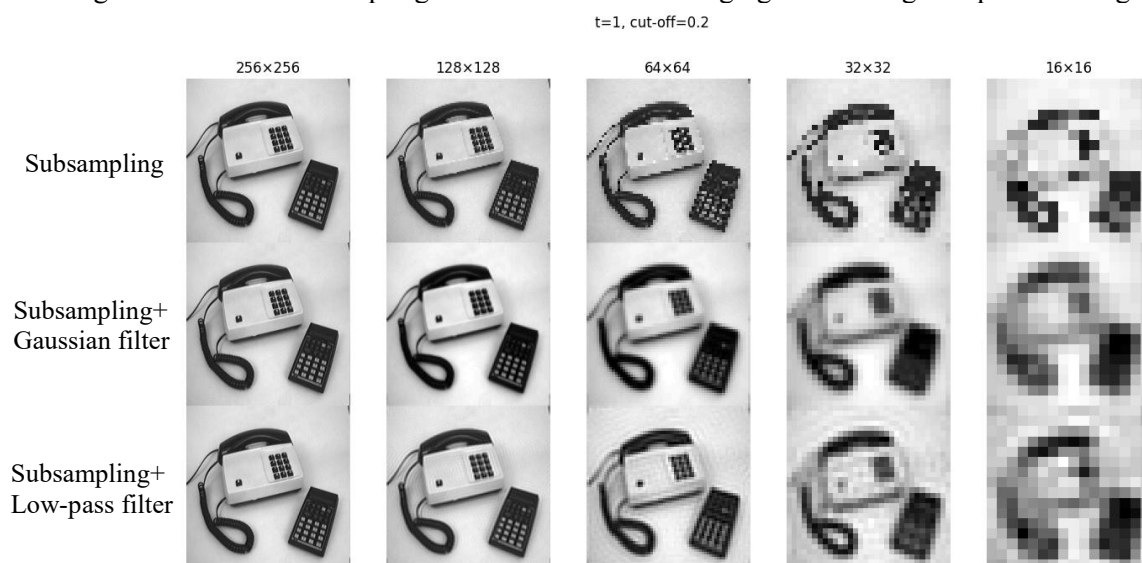 t=1, cut-off=0.2
256×256 128×128 64×64 32×32 16×16
Subsampling
Subsampling+
Gaussian filter
Subsampling+
Low-pass filter